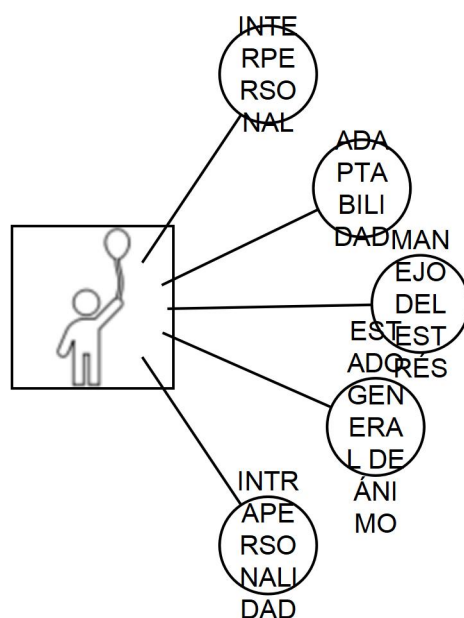 INTE
RPE
RSO
NAL
ADA
PTA
BILI
DAD
MAN
EJO
DEL
EST
RÉS
EST
ADO
GEN
ERA
L DE
ÁNI
MO
INTR
APE
RSO
NALI
DAD